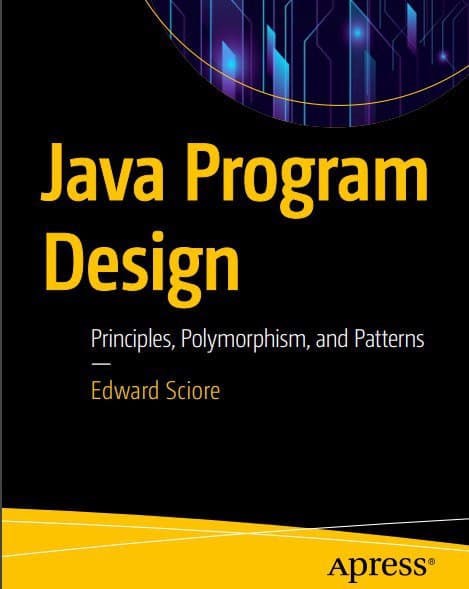 Java Program
Design
Principles, Polymorphism, and Patterns
—
Edward Sciore
Apress®